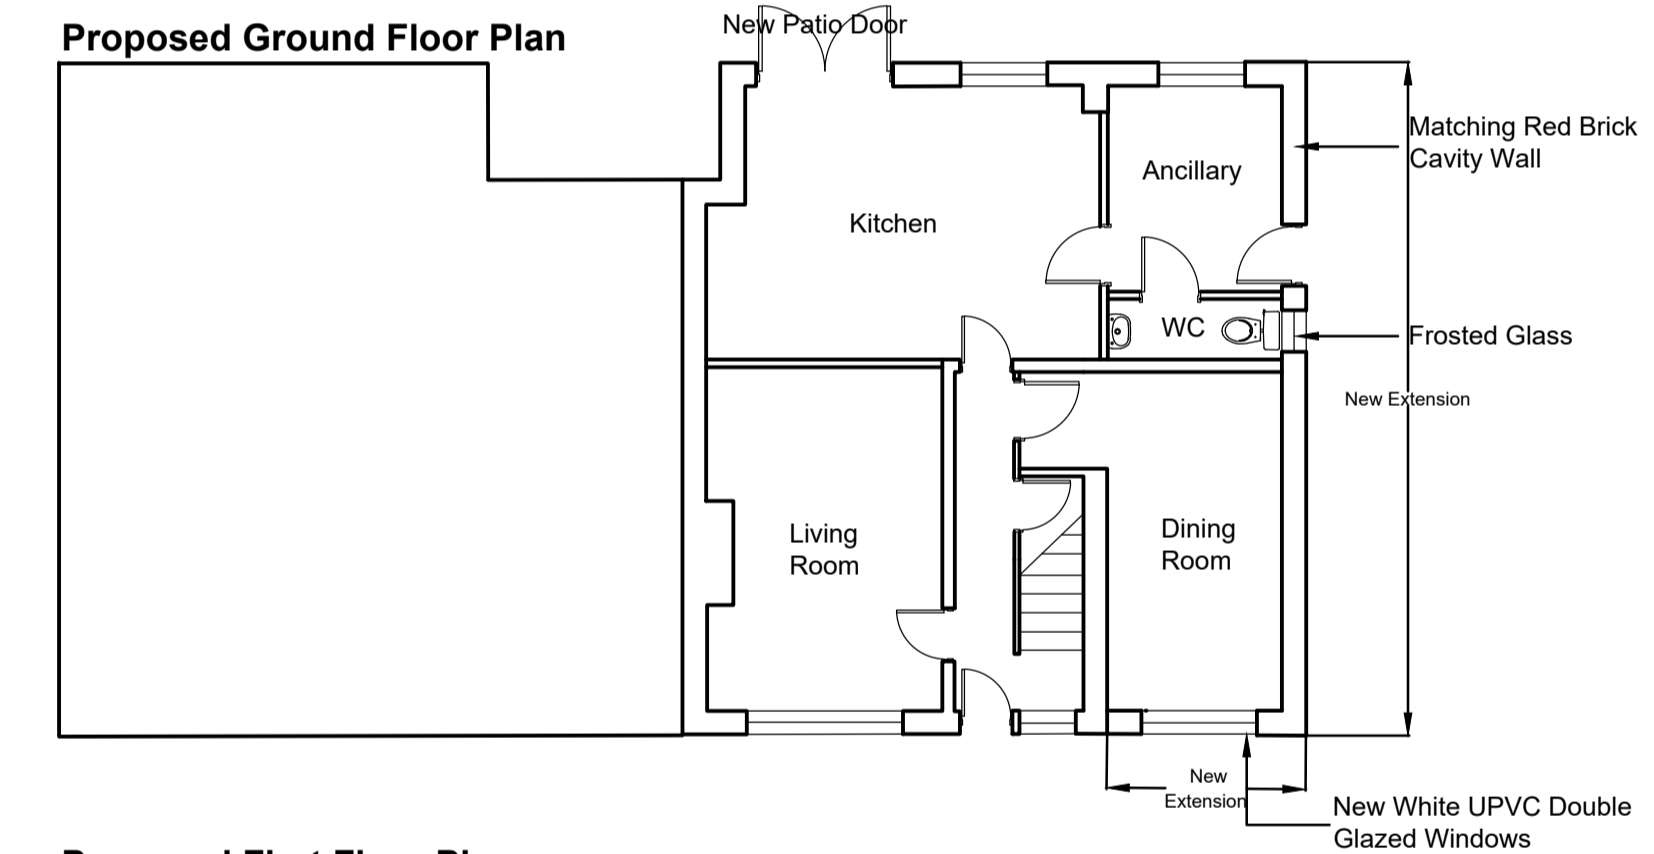 Proposed Ground Floor Plan
New Patio Door
Matching Red Brick
Cavity Wall
Ancillary
Kitchen
WC
Frosted Glass
New Extension
Living
Room
Dining
Room
New
Extension
New White UPVC Double
Glazed Windows